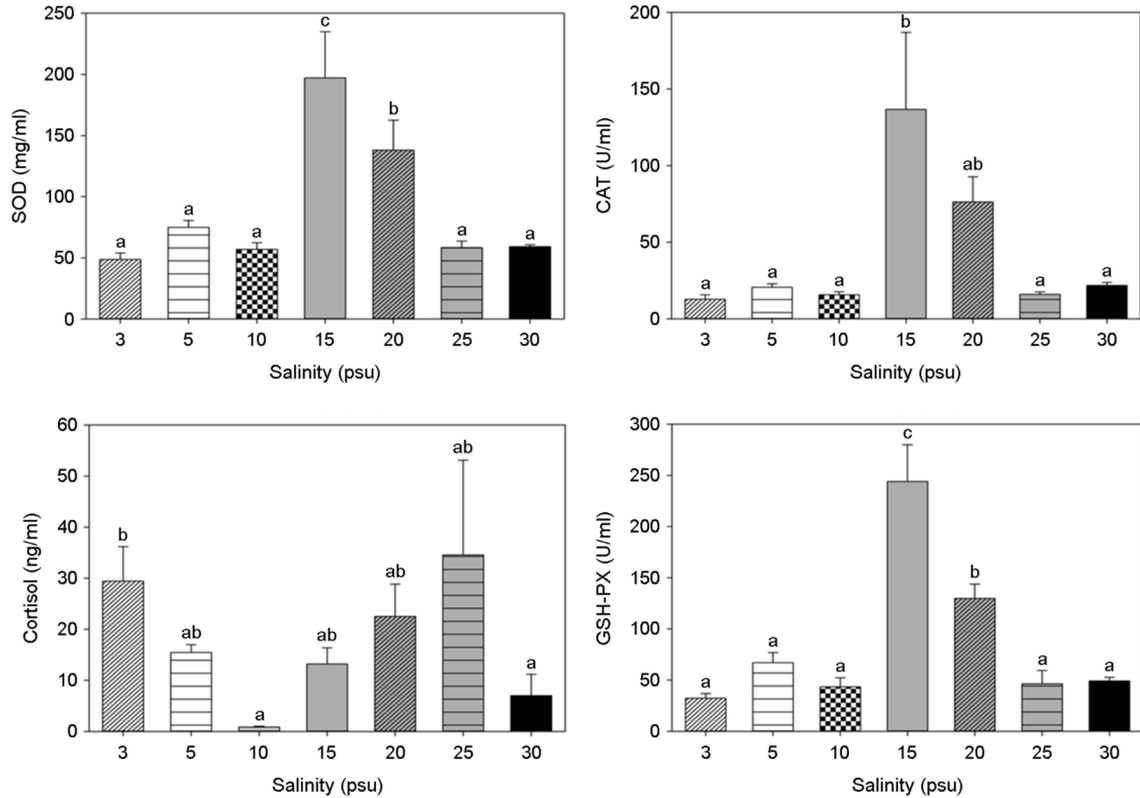 SOD (mg/ml)
250
200
150
100
50
0
a
a
a
c
b
a
a
3 5 10 15 20 25 30
Salinity (psu)
CAT (U/ml)
200
150
100
50
0
a
a
a
b
ab
a
a
3 5 10 15 20 25 30
Salinity (psu)
Cortisol (ng/ml)
60
50
40
30
20
10
0
b
ab
a
ab
ab
ab
a
3 5 10 15 20 25 30
Salinity (psu)
GSH-PX (U/ml)
300
250
200
150
100
50
0
a
a
a
c
b
a
a
3 5 10 15 20 25 30
Salinity (psu)